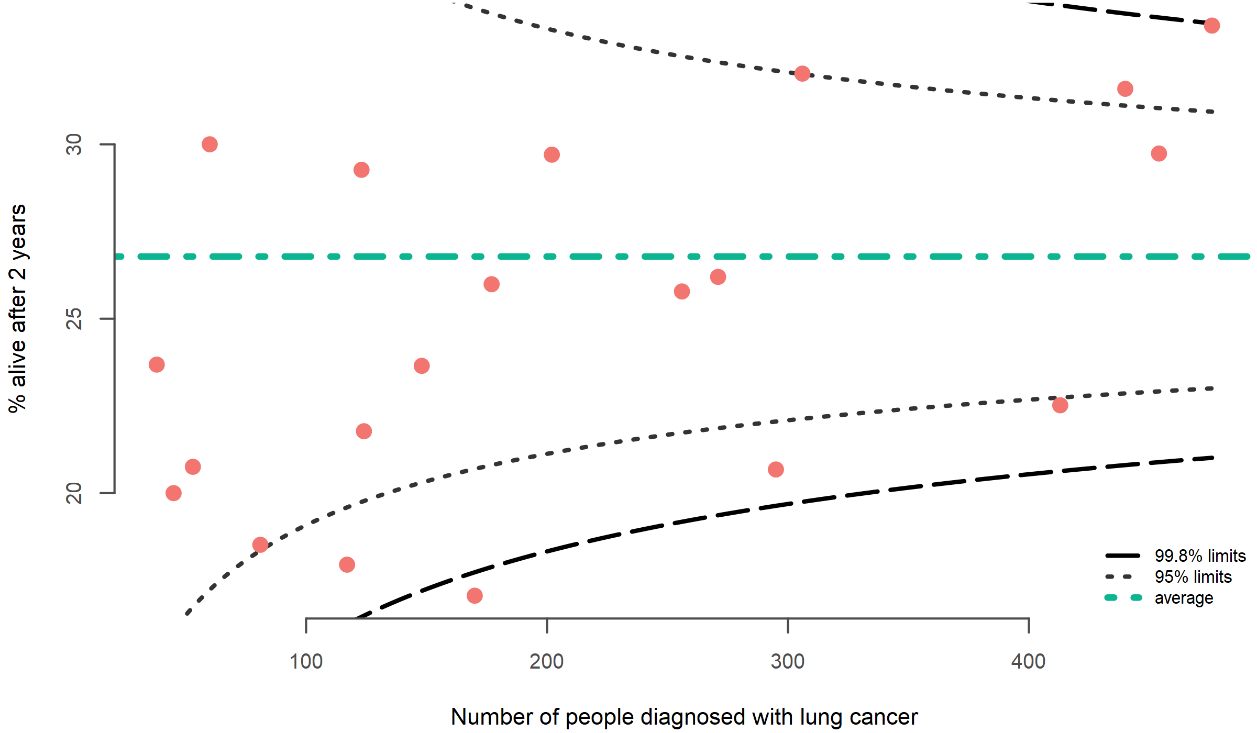 30
25
20
% alive after 2 years
99.8% limits
95% limits
average
100 200 300 400
Number of people diagnosed with lung cancer